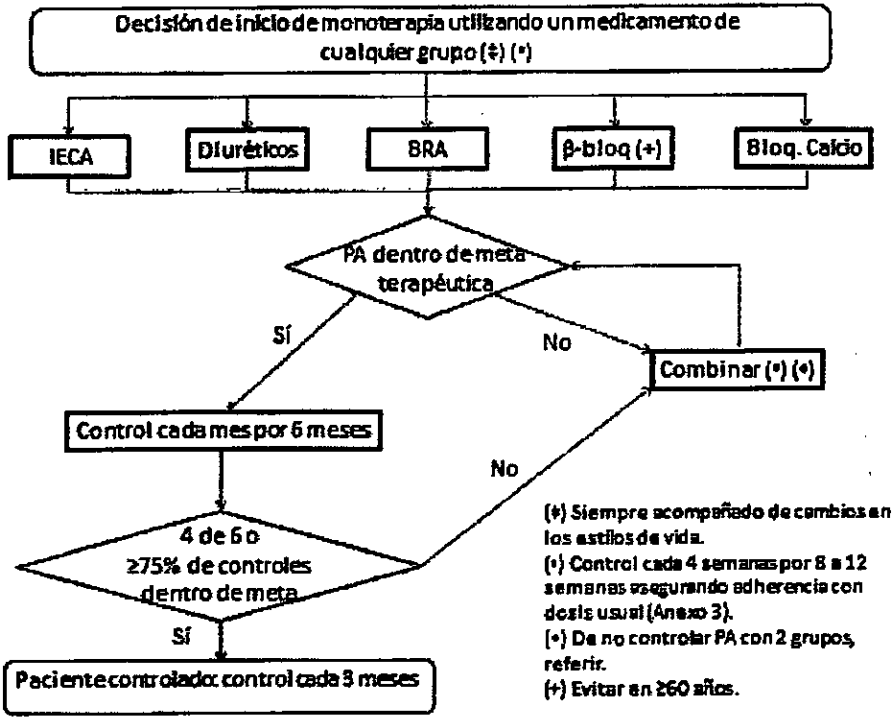 Decisión de inicio de monoterapia utilizando un medicamento de
cualquier grupo (‡) (*)
IECA
Diuréticos
BRA
β-bloq (+)
Bloq. Calcio
PA dentro de meta
terapéutica
Sí
No
Combinar (*) (•)
Control cada mes por 6 meses
No
4 de 6 o
≥75% de controles
dentro de meta
Sí
Paciente controlado: control cada 3 meses
(‡) Siempre acompañado de cambios en
los estilos de vida.
(*) Control cada 4 semanas por 8 a 12
semanas asegurando adherencia con
dosis usual (Anexo 3).
(•) De no controlar PA con 2 grupos,
referir.
(+) Evitar en ≥60 años.